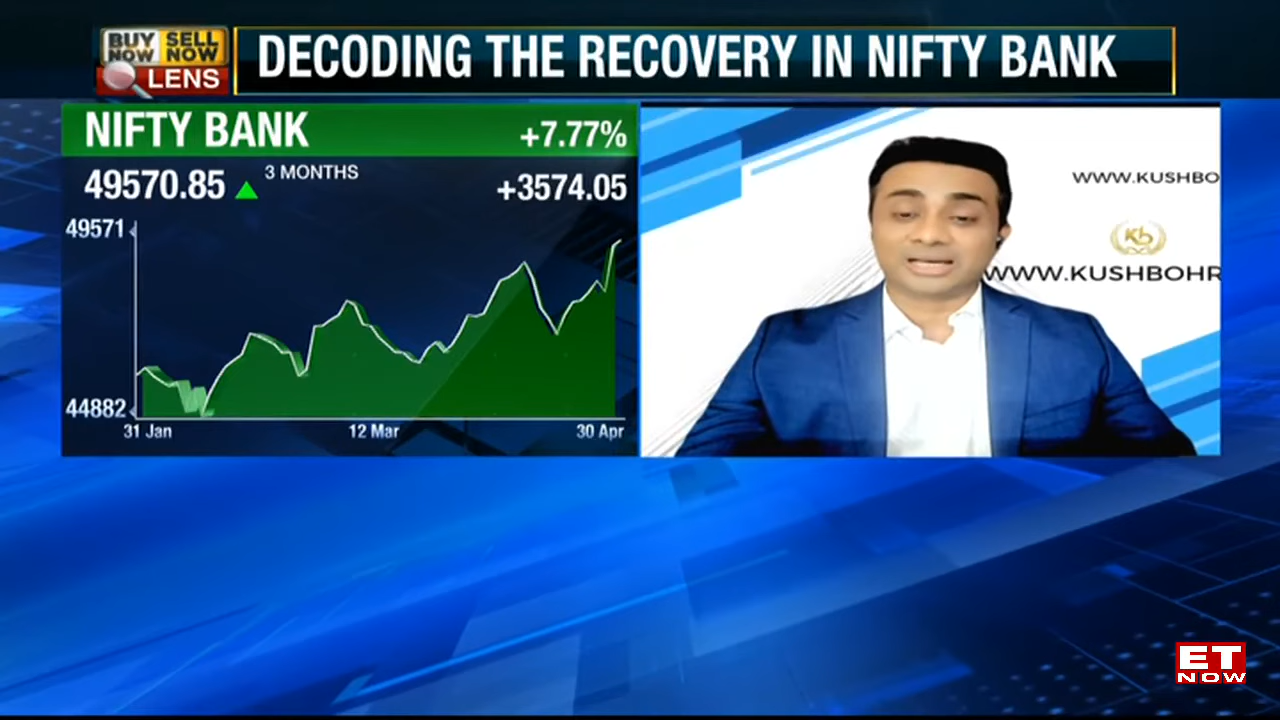 BUY NOW SELL NOW
LENS
DECODING THE RECOVERY IN NIFTY BANK
NIFTY BANK +7.77%
49570.85 3 MONTHS +3574.05
49571
44882
31 Jan 12 Mar 30 Apr
WWW.KUSHBO
Kb
WWW.KUSHBOHR
ET
NOW